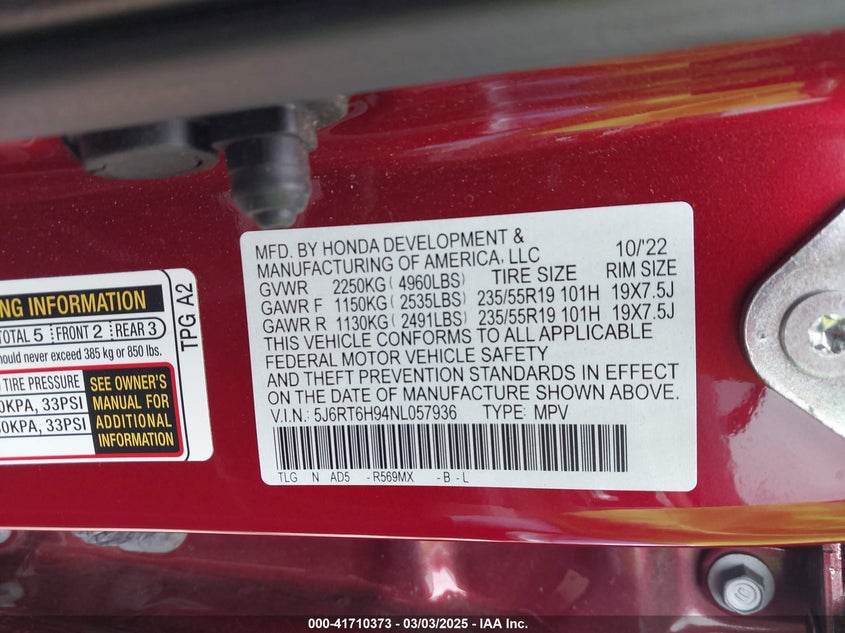 MFD. BY HONDA DEVELOPMENT &
MANUFACTURING OF AMERICA, LLC 10/'22
GVWR 2250KG ( 4960LBS) TIRE SIZE RIM SIZE
GAWR F 1150KG ( 2535LBS) 235/55R19 101H 19X7.5J
GAWR R 1130KG ( 2491LBS) 235/55R19 101H 19X7.5J
THIS VEHICLE CONFORMS TO ALL APPLICABLE
FEDERAL MOTOR VEHICLE SAFETY
AND THEFT PREVENTION STANDARDS IN EFFECT
ON THE DATE OF MANUFACTURE SHOWN ABOVE.
V.I.N.: 5J6RT6H94NL057936 TYPE: MPV
TLG N AD5 - R569MX - B - L
NG INFORMATION
TOTAL 5 FRONT 2 REAR 3
should never exceed 385 kg or 850 lbs.
TIRE PRESSURE
0KPA, 33PSI
0KPA, 33PSI
SEE OWNER'S
MANUAL FOR
ADDITIONAL
INFORMATION
TPG A2
000-41710373 - 03/03/2025 - IAA Inc.